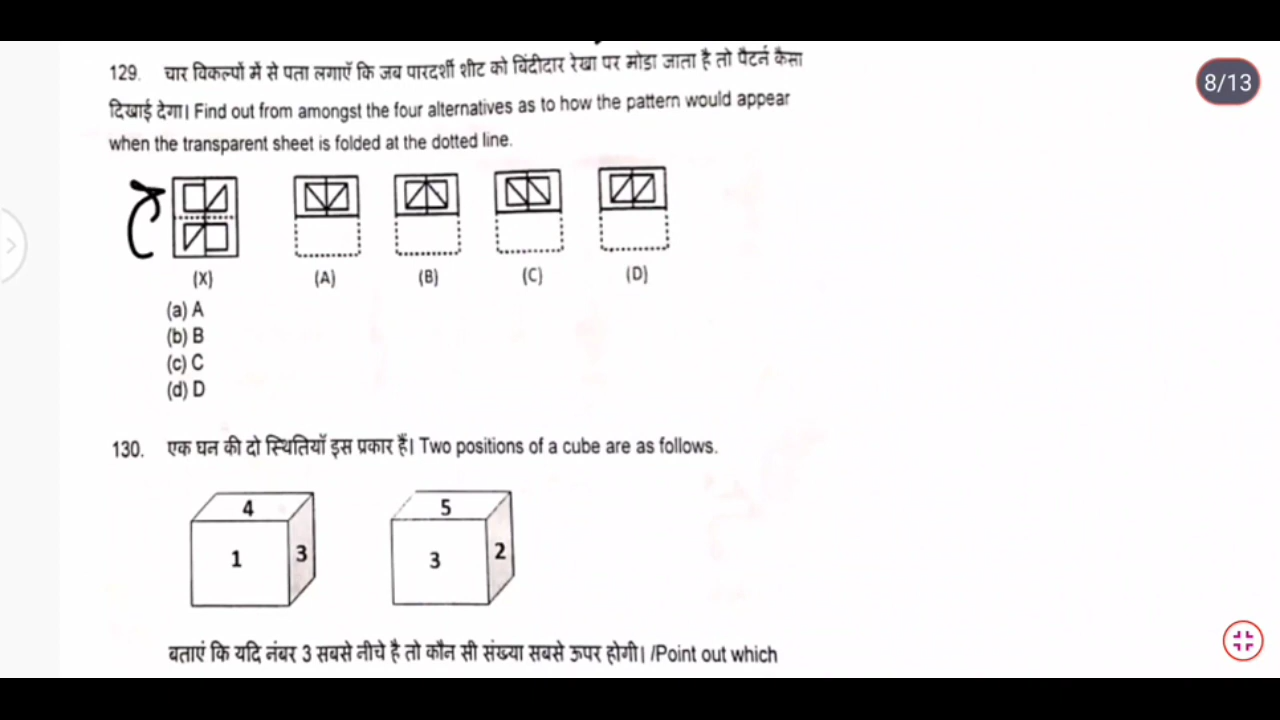 8/13
129. चार विकल्पों में से पता लगाएँ कि जब पारदर्शी शीट को बिंदीदार रेखा पर मोडा जाता है तो पैटर्न कैसा
दिखाई देगा। Find out from amongst the four alternatives as to how the pattern would appear
when the transparent sheet is folded at the dotted line.
(X) (A) (B) (C) (D)
(a) A
(b) B
(c) C
(d) D
130. एक घन की दो स्थितियाँ इस प्रकार हैं। Two positions of a cube are as follows.
4 5
1 3 3 2
बताएं कि यदि नंबर 3 सबसे नीचे है तो कौन सी संख्या सबसे ऊपर होगी। /Point out which